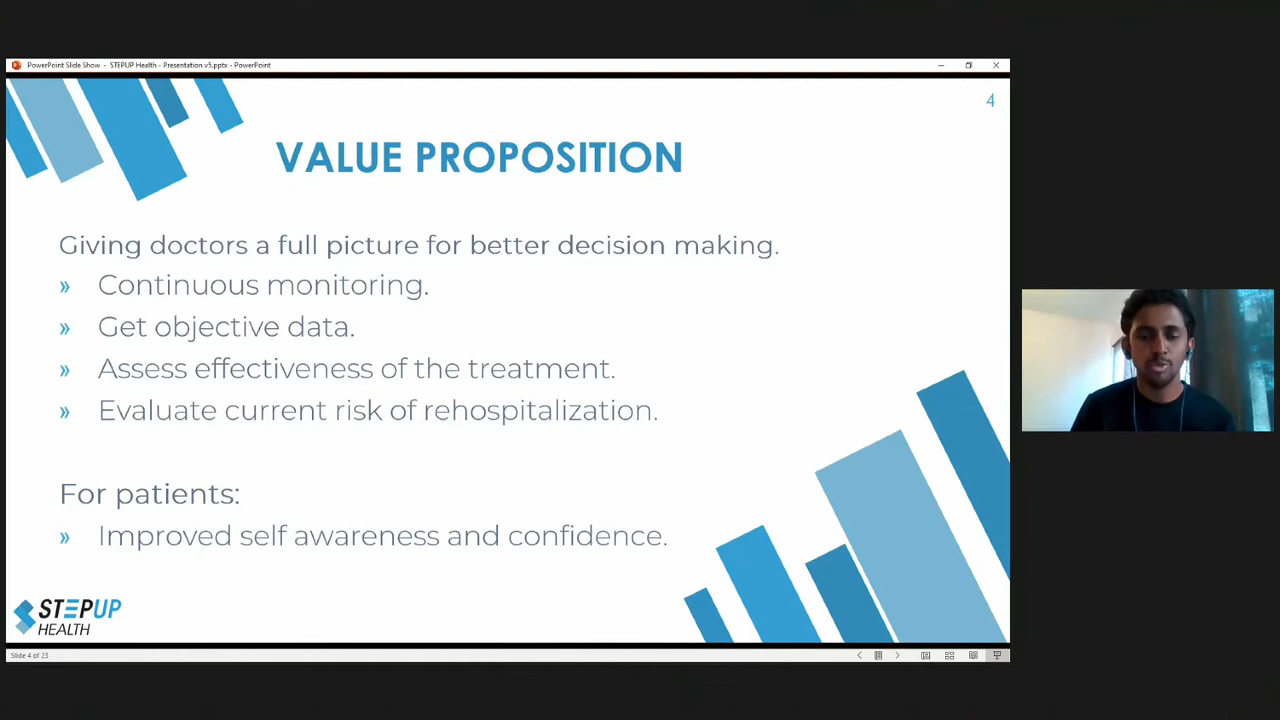 PowerPoint Slide Show - STEPUP Health - Presentation v5.pptx - PowerPoint
4
VALUE PROPOSITION
Giving doctors a full picture for better decision making.
» Continuous monitoring.
» Get objective data.
» Assess effectiveness of the treatment.
» Evaluate current risk of rehospitalization.
For patients:
» Improved self awareness and confidence.
STEPUP
HEALTH
Slide 4 of 23